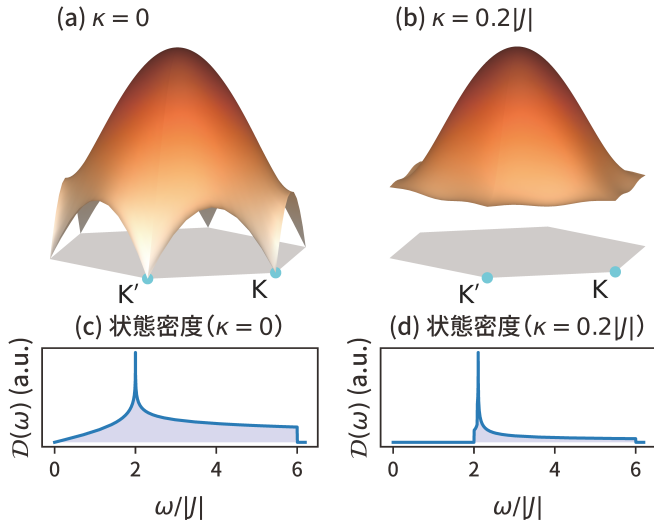 (a) κ = 0
(b) κ = 0.2|J|
K′
K
K′
K
(c) 状態密度(κ = 0)
(d) 状態密度(κ = 0.2|J|)
𝒟(ω) (a.u.)
0 2 4 6
ω/|J|
𝒟(ω) (a.u.)
0 2 4 6
ω/|J|